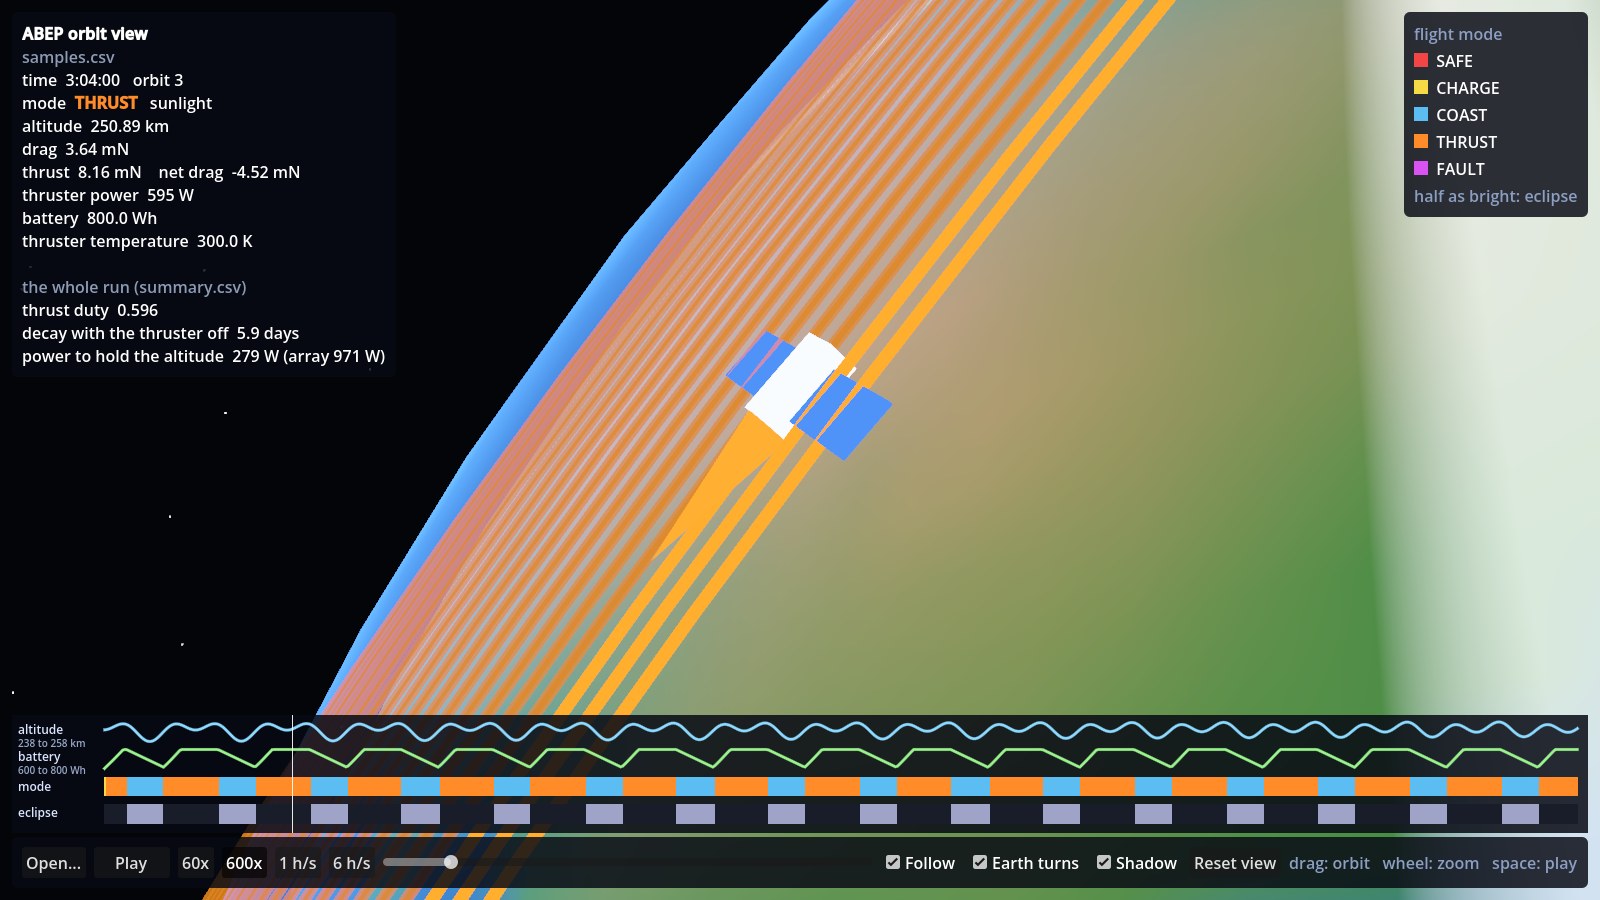 ABEP orbit view
samples.csv
time 3:04:00 orbit 3
mode THRUST sunlight
altitude 250.89 km
drag 3.64 mN
thrust 8.16 mN net drag -4.52 mN
thruster power 595 W
battery 800.0 Wh
thruster temperature 300.0 K
the whole run (summary.csv)
thrust duty 0.596
decay with the thruster off 5.9 days
power to hold the altitude 279 W (array 971 W)
flight mode
SAFE
CHARGE
COAST
THRUST
FAULT
half as bright: eclipse
altitude
238 to 258 km
battery
600 to 800 Wh
mode
eclipse
Open... Play 60x 600x 1 h/s 6 h/s Follow Earth turns Shadow Reset view drag: orbit wheel: zoom space: play